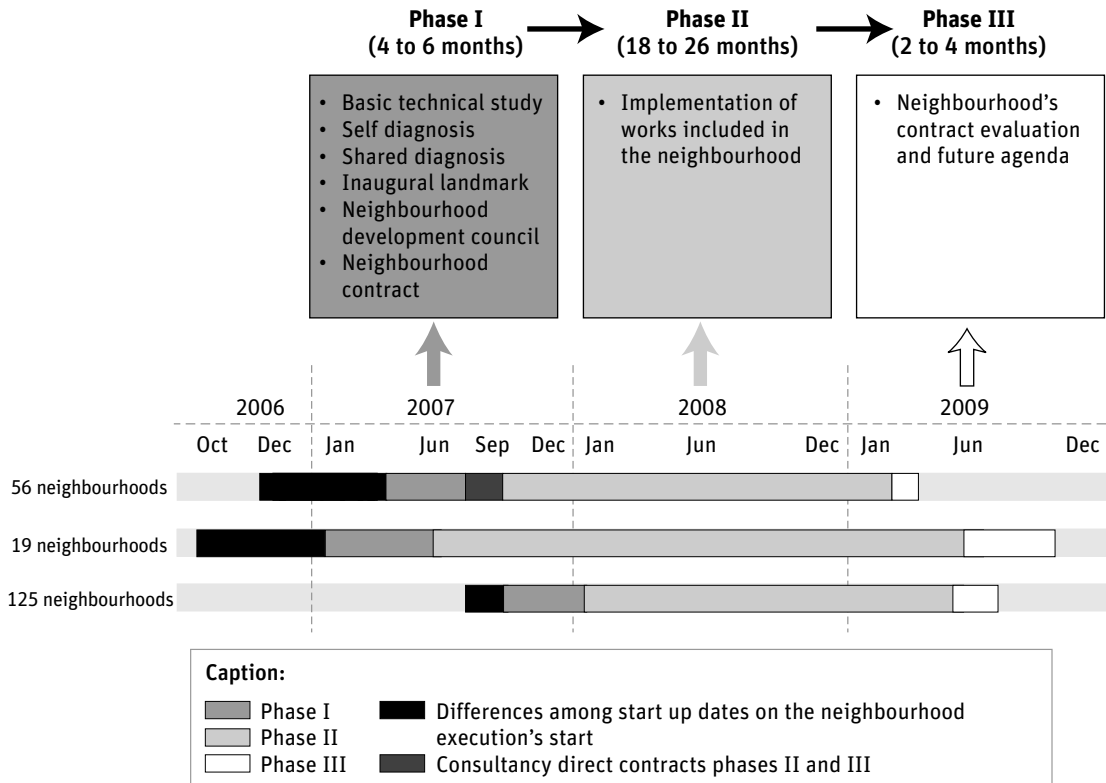 Phase I
(4 to 6 months)
Phase II
(18 to 26 months)
Phase III
(2 to 4 months)
• Basic technical study
• Self diagnosis
• Shared diagnosis
• Inaugural landmark
• Neighbourhood
development council
• Neighbourhood
contract
• Implementation of
works included in
the neighbourhood
• Neighbourhood's
contract evaluation
and future agenda
2006 2007 2008 2009
Oct Dec Jan Jun Sep Dec Jan Jun Dec Jan Jun Dec
56 neighbourhoods
19 neighbourhoods
125 neighbourhoods
Caption:
Phase I
Phase II
Phase III
Differences among start up dates on the neighbourhood
execution's start
Consultancy direct contracts phases II and III